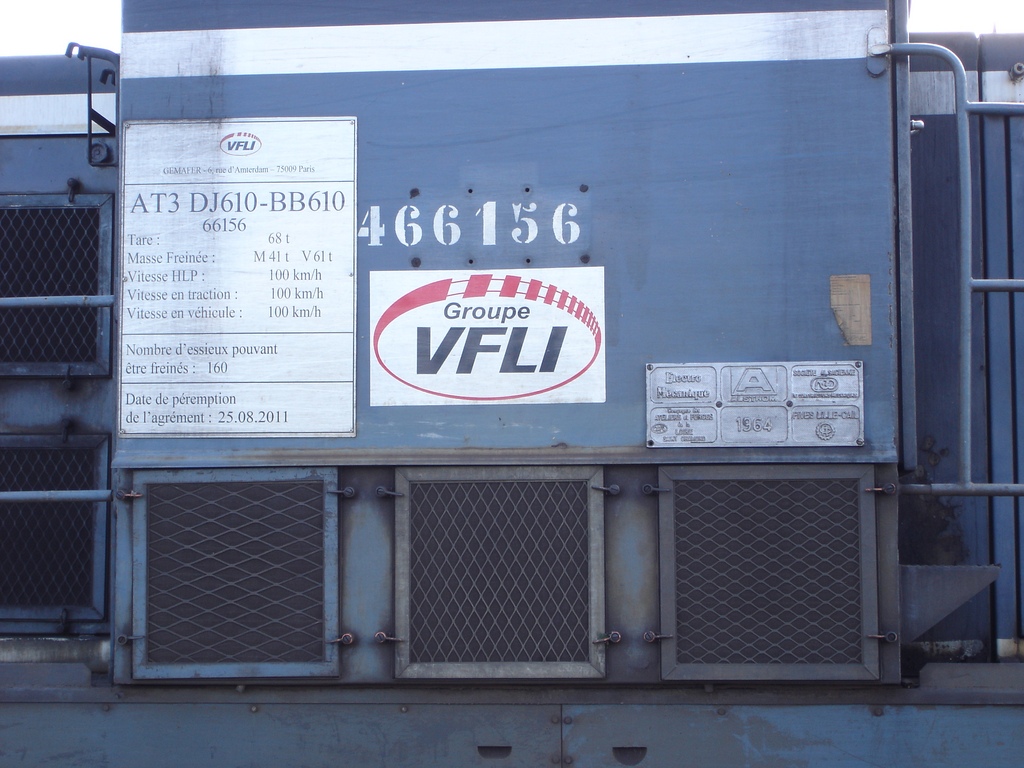 VFLI
GEMAFER - 6, rue d'Amterdam - 75009 Paris
AT3 DJ610-BB610
66156
Tare : 68 t
Masse Freinée : M 41 t V 61 t
Vitesse HLP : 100 km/h
Vitesse en traction : 100 km/h
Vitesse en véhicule : 100 km/h
Nombre d'essieux pouvant
être freinés : 160
Date de péremption
de l'agrément : 25.08.2011
466156
Groupe
VFLI
Electro
Mécanique
A
ALSTHOM
1964
FIVES LILLE-CAIL